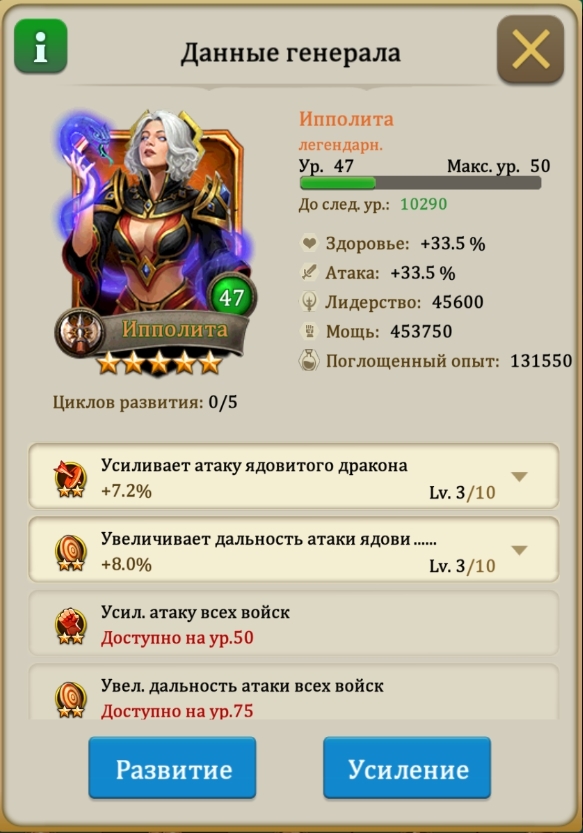 i
Данные генерала
Ипполита
легендарн.
Ур. 47 Макс. ур. 50
До след. ур.: 10290
Здоровье: +33.5 %
Атака: +33.5 %
Лидерство: 45600
Мощь: 453750
Поглощенный опыт: 131550
47
Ипполита
Циклов развития: 0/5
Усиливает атаку ядовитого дракона
+7.2% Lv. 3/10
Увеличивает дальность атаки ядови......
+8.0% Lv. 3/10
Усил. атаку всех войск
Доступно на ур.50
Увел. дальность атаки всех войск
Доступно на ур.75
Развитие Усиление